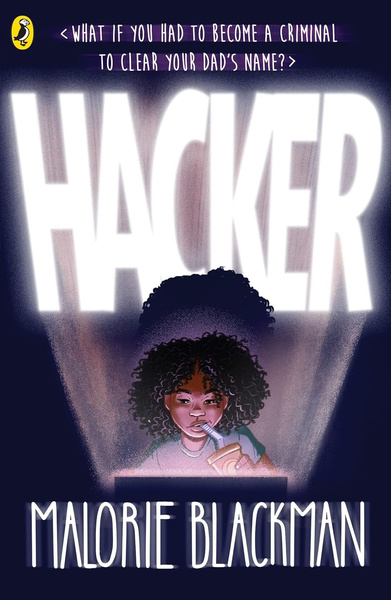 <WHAT IF YOU HAD TO BECOME A CRIMINAL
TO CLEAR YOUR DAD'S NAME?>
HACKER
MALORIE BLACKMAN